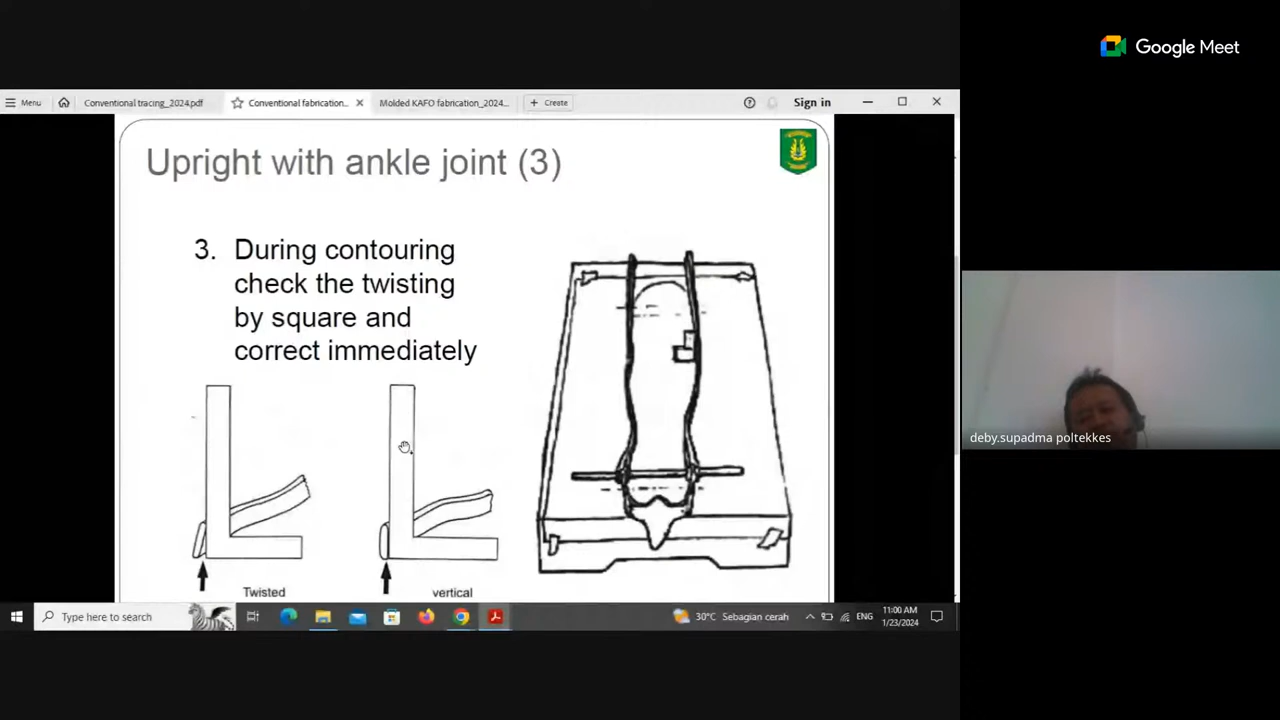 Google Meet
Menu
Conventional tracing_2024.pdf
Conventional fabrication...
Molded KAFO fabrication_2024...
Create
Sign in
Upright with ankle joint (3)
3. During contouring
check the twisting
by square and
correct immediately
Twisted
vertical
deby.supadma poltekkes
Type here to search
30°C Sebagian cerah
ENG
11:00 AM
1/23/2024